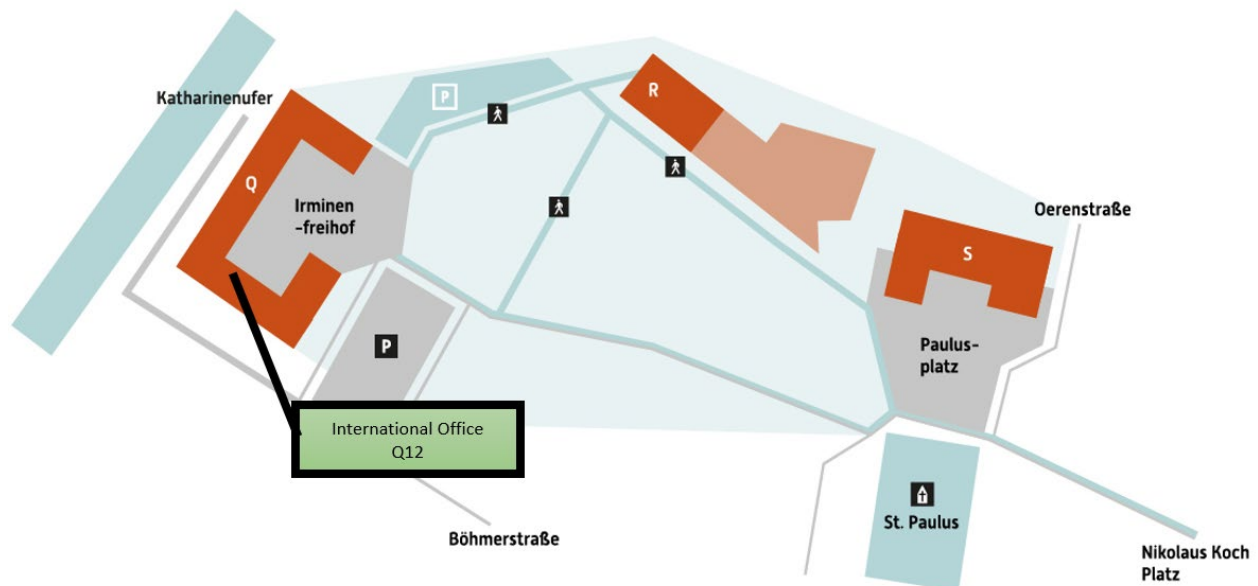 Katharinenufer
P
R
Q
Irminen
-freihof
Oerenstraße
S
P
Paulus-
platz
International Office
Q12
St. Paulus
Böhmerstraße
Nikolaus Koch
Platz